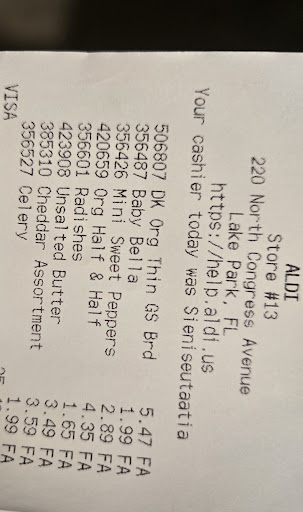 ALDI
Store #13
220 North Congress Avenue
Lake Park, FL
https://help.aldi.us
Your cashier today was Sieniseutaatia
506807 DK Org Thin GS Brd 5.47 FA
356487 Baby Bella 1.99 FA
356426 Mini Sweet Peppers 2.89 FA
420659 Org Half & Half 4.35 FA
356601 Radishes 1.65 FA
423908 Unsalted Butter 3.49 FA
385310 Cheddar Assortment 3.59 FA
356527 Celery 1.99 FA
VISA